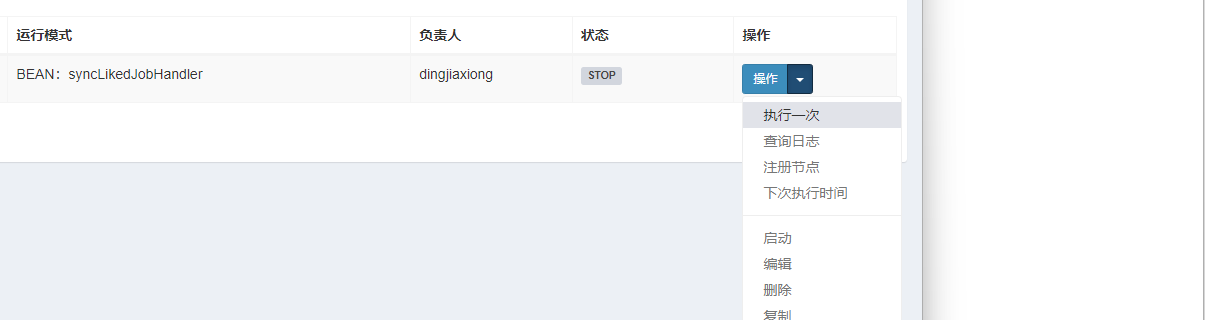 运行模式 负责人 状态 操作
BEAN：syncLikedJobHandler dingjiaxiong STOP 操作
执行一次
查询日志
注册节点
下次执行时间
启动
编辑
删除
复制